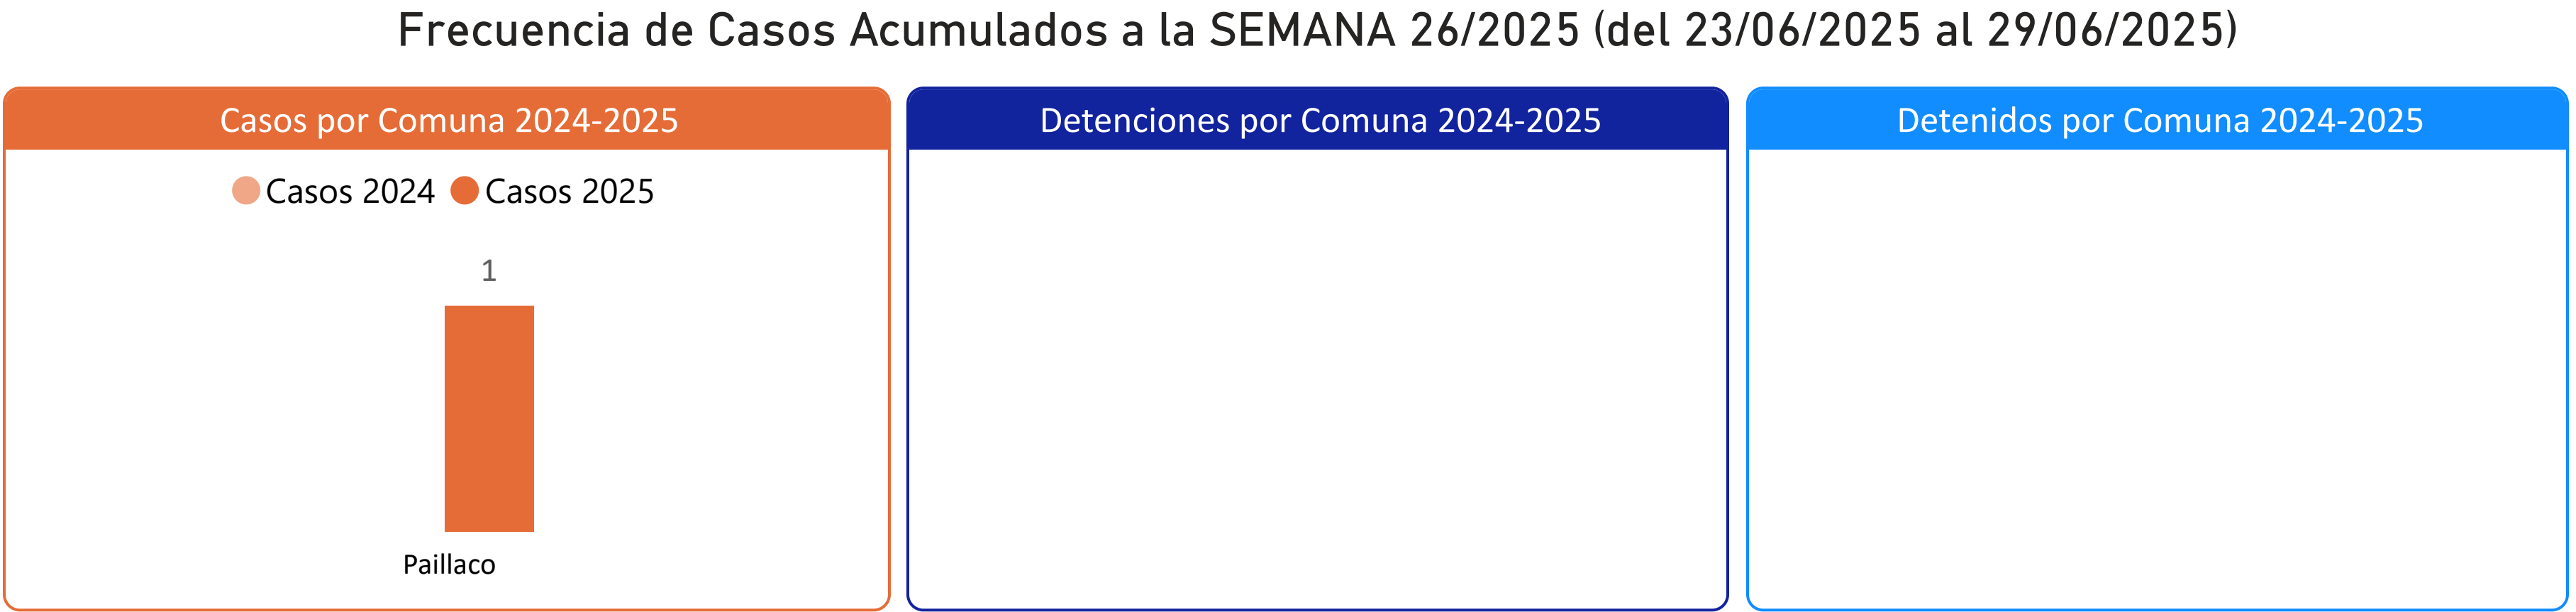 Frecuencia de Casos Acumulados a la SEMANA 26/2025 (del 23/06/2025 al 29/06/2025)
Casos por Comuna 2024-2025
Casos 2024 Casos 2025
1
Paillaco
Detenciones por Comuna 2024-2025
Detenidos por Comuna 2024-2025